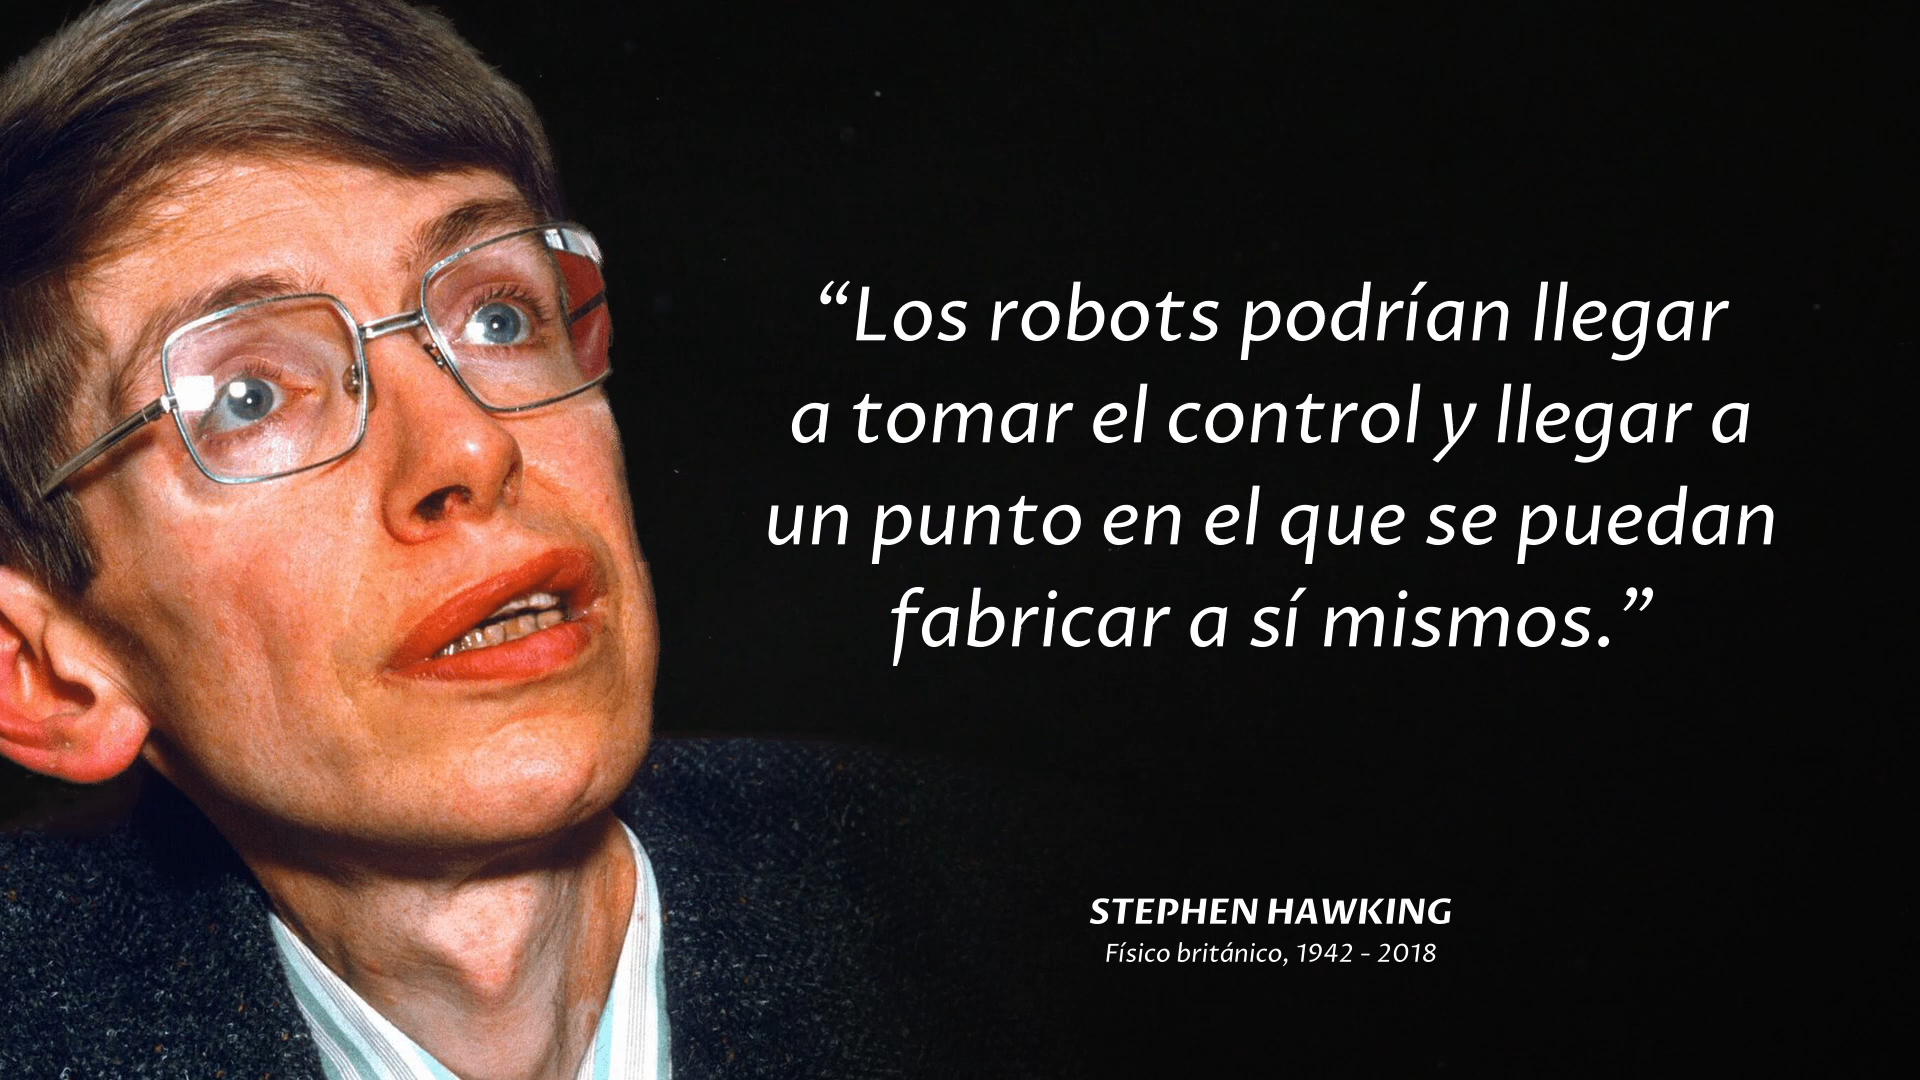 “Los robots podrían llegar
a tomar el control y llegar a
un punto en el que se puedan
fabricar a sí mismos.”
STEPHEN HAWKING
Físico británico, 1942 - 2018